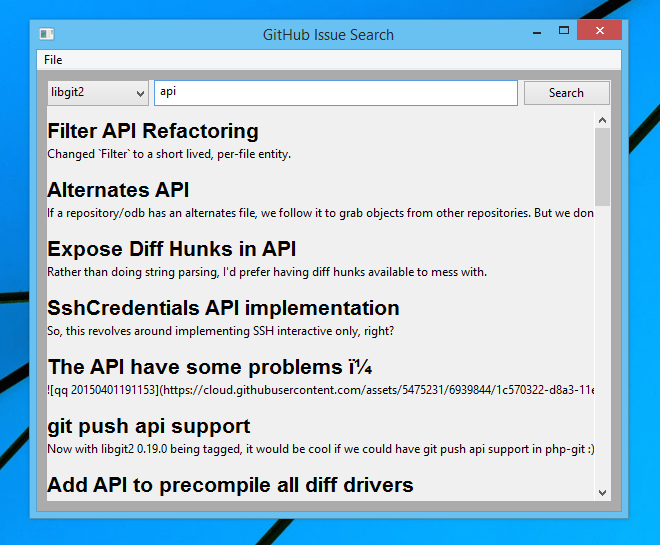 GitHub Issue Search
File
libgit2 api Search
Filter API Refactoring
Changed `Filter` to a short lived, per-file entity.
Alternates API
If a repository/odb has an alternates file, we follow it to grab objects from other repositories. But we don
Expose Diff Hunks in API
Rather than doing string parsing, I'd prefer having diff hunks available to mess with.
SshCredentials API implementation
So, this revolves around implementing SSH interactive only, right?
The API have some problems ï¼
![qq 20150401191153](https://cloud.githubusercontent.com/assets/5475231/6939844/1c570322-d8a3-11e
git push api support
Now with libgit2 0.19.0 being tagged, it would be cool if we could have git push api support in php-git :)
Add API to precompile all diff drivers